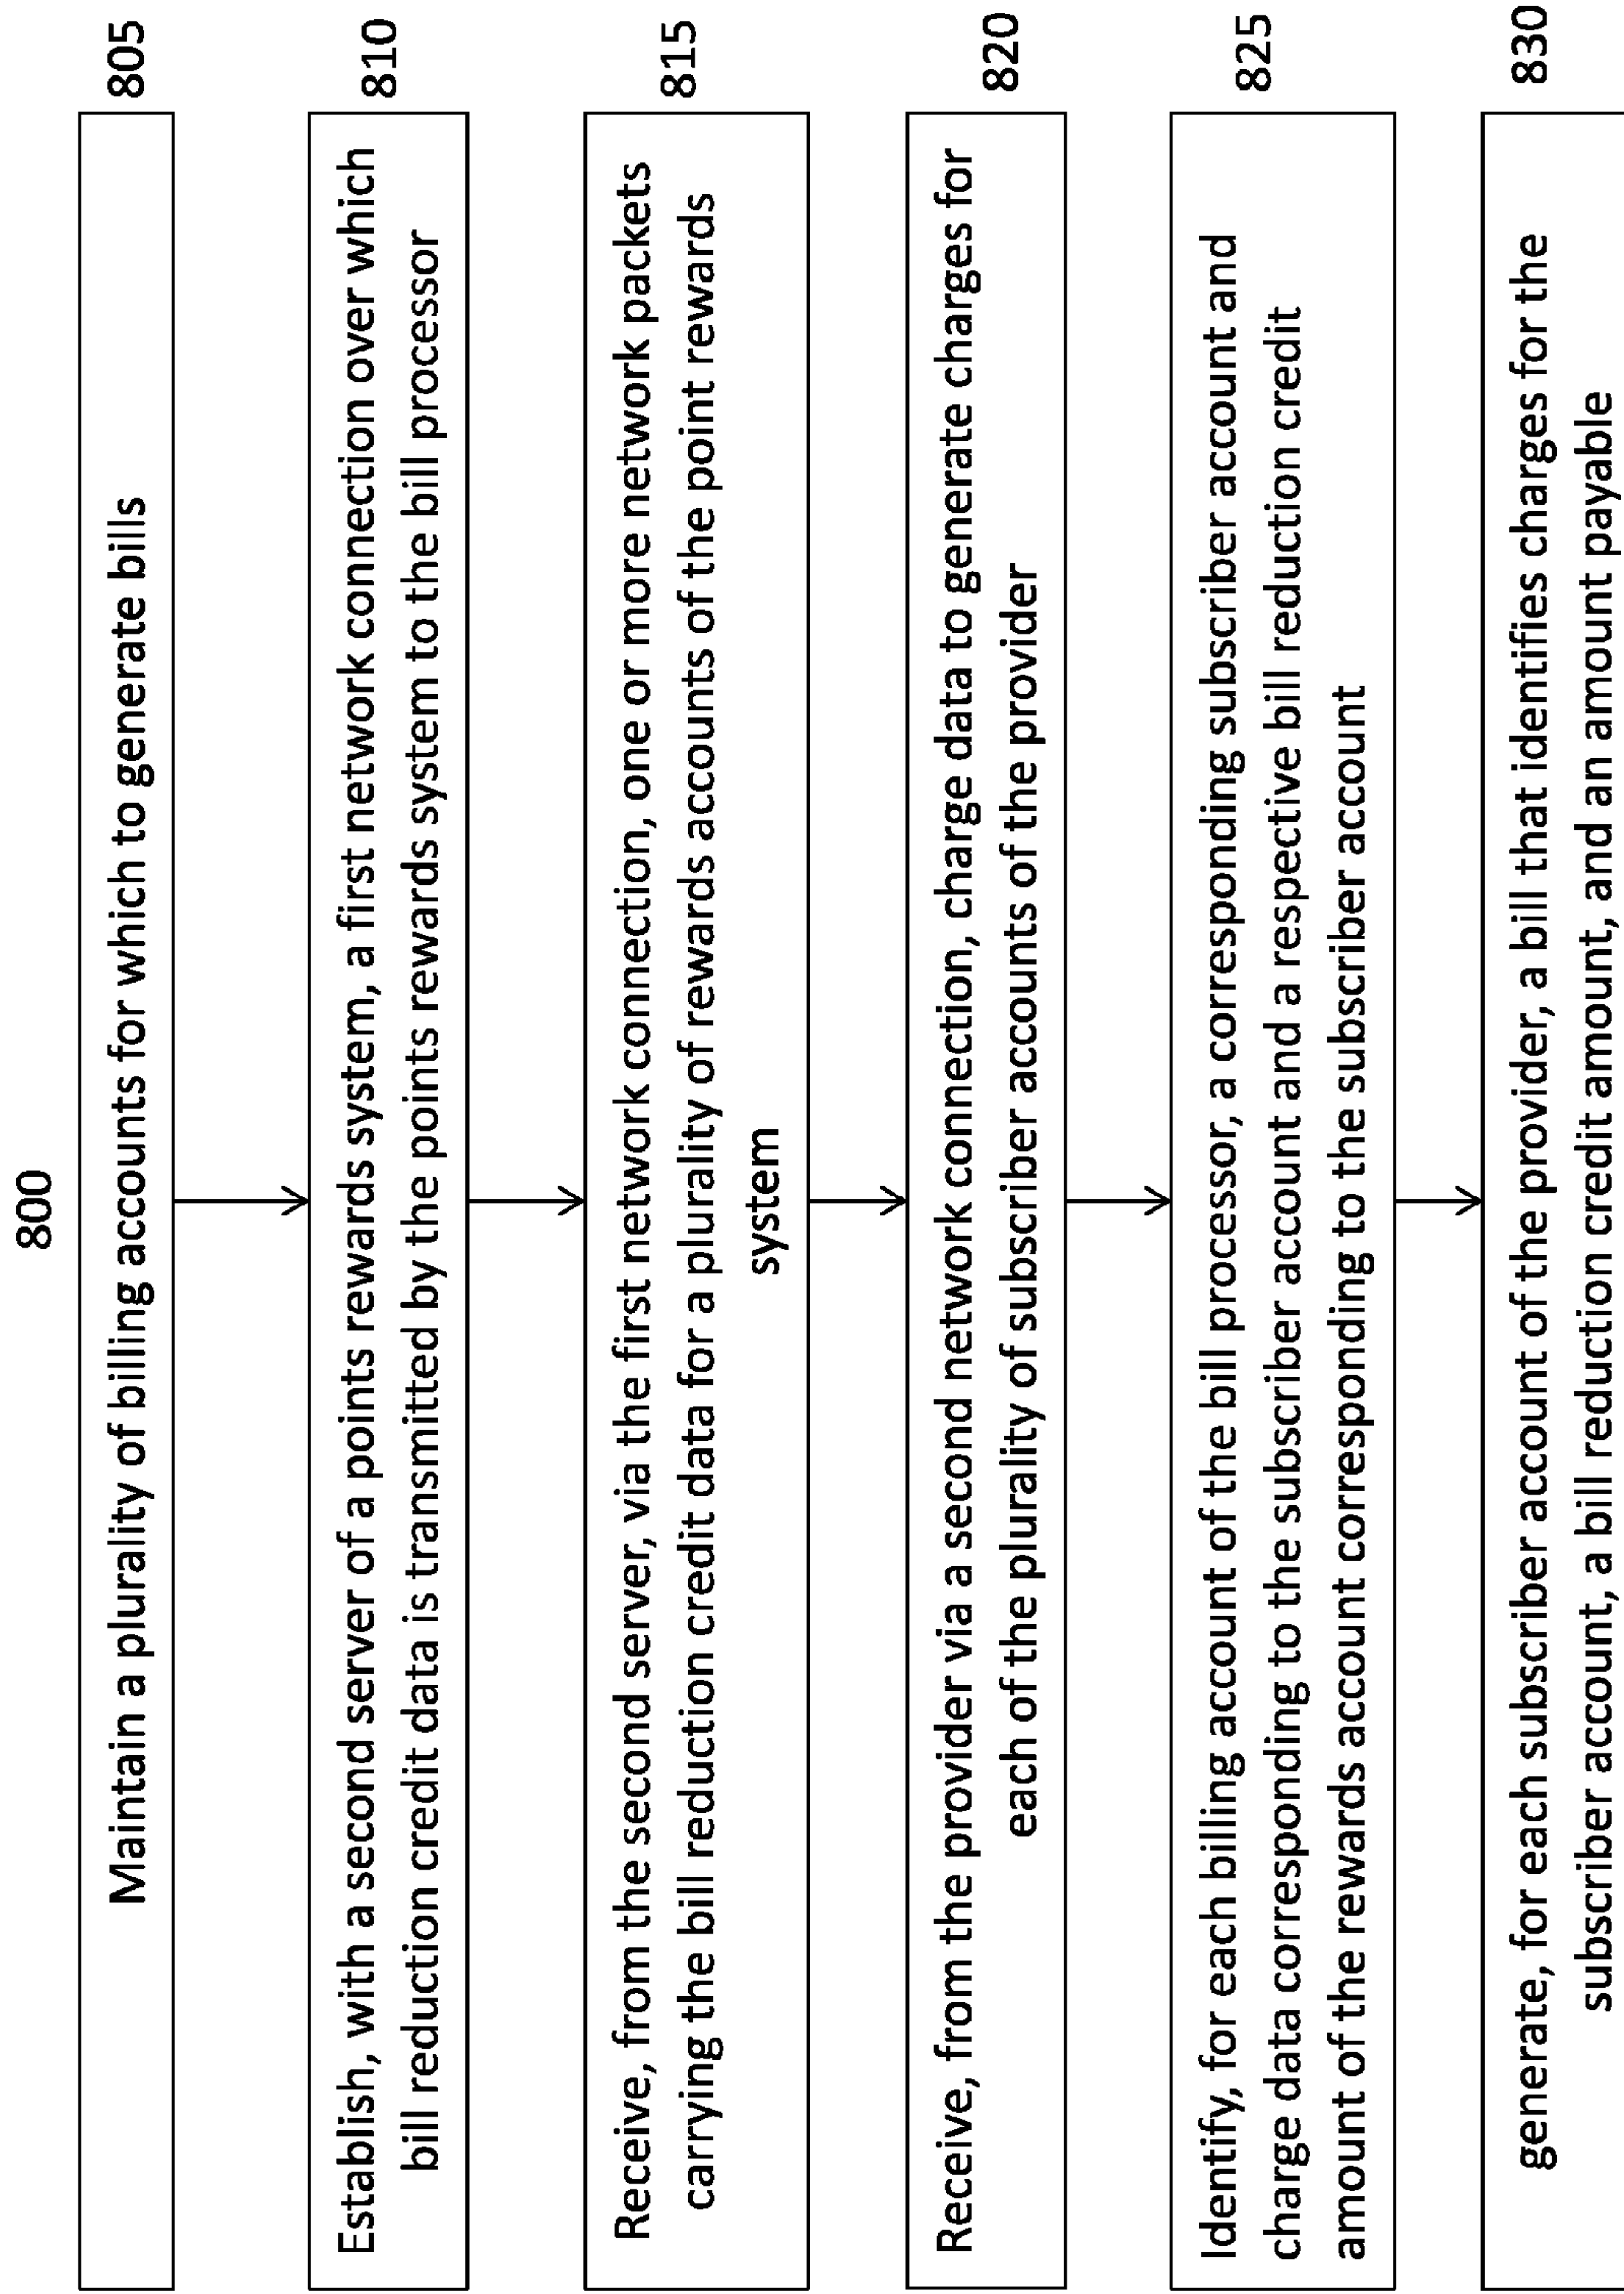 800
Maintain a plurality of billing accounts for which to generate bills
805
Establish, with a second server of a points rewards system, a first network connection over which
bill reduction credit data is transmitted by the points rewards system to the bill processor
810
Receive, from the second server, via the first network connection, one or more network packets
carrying the bill reduction credit data for a plurality of rewards accounts of the point rewards
system
815
Receive, from the provider via a second network connection, charge data to generate charges for
each of the plurality of subscriber accounts of the provider
820
Identify, for each billing account of the bill processor, a corresponding subscriber account and
charge data corresponding to the subscriber account and a respective bill reduction credit
amount of the rewards account corresponding to the subscriber account
825
generate, for each subscriber account of the provider, a bill that identifies charges for the
subscriber account, a bill reduction credit amount, and an amount payable
830